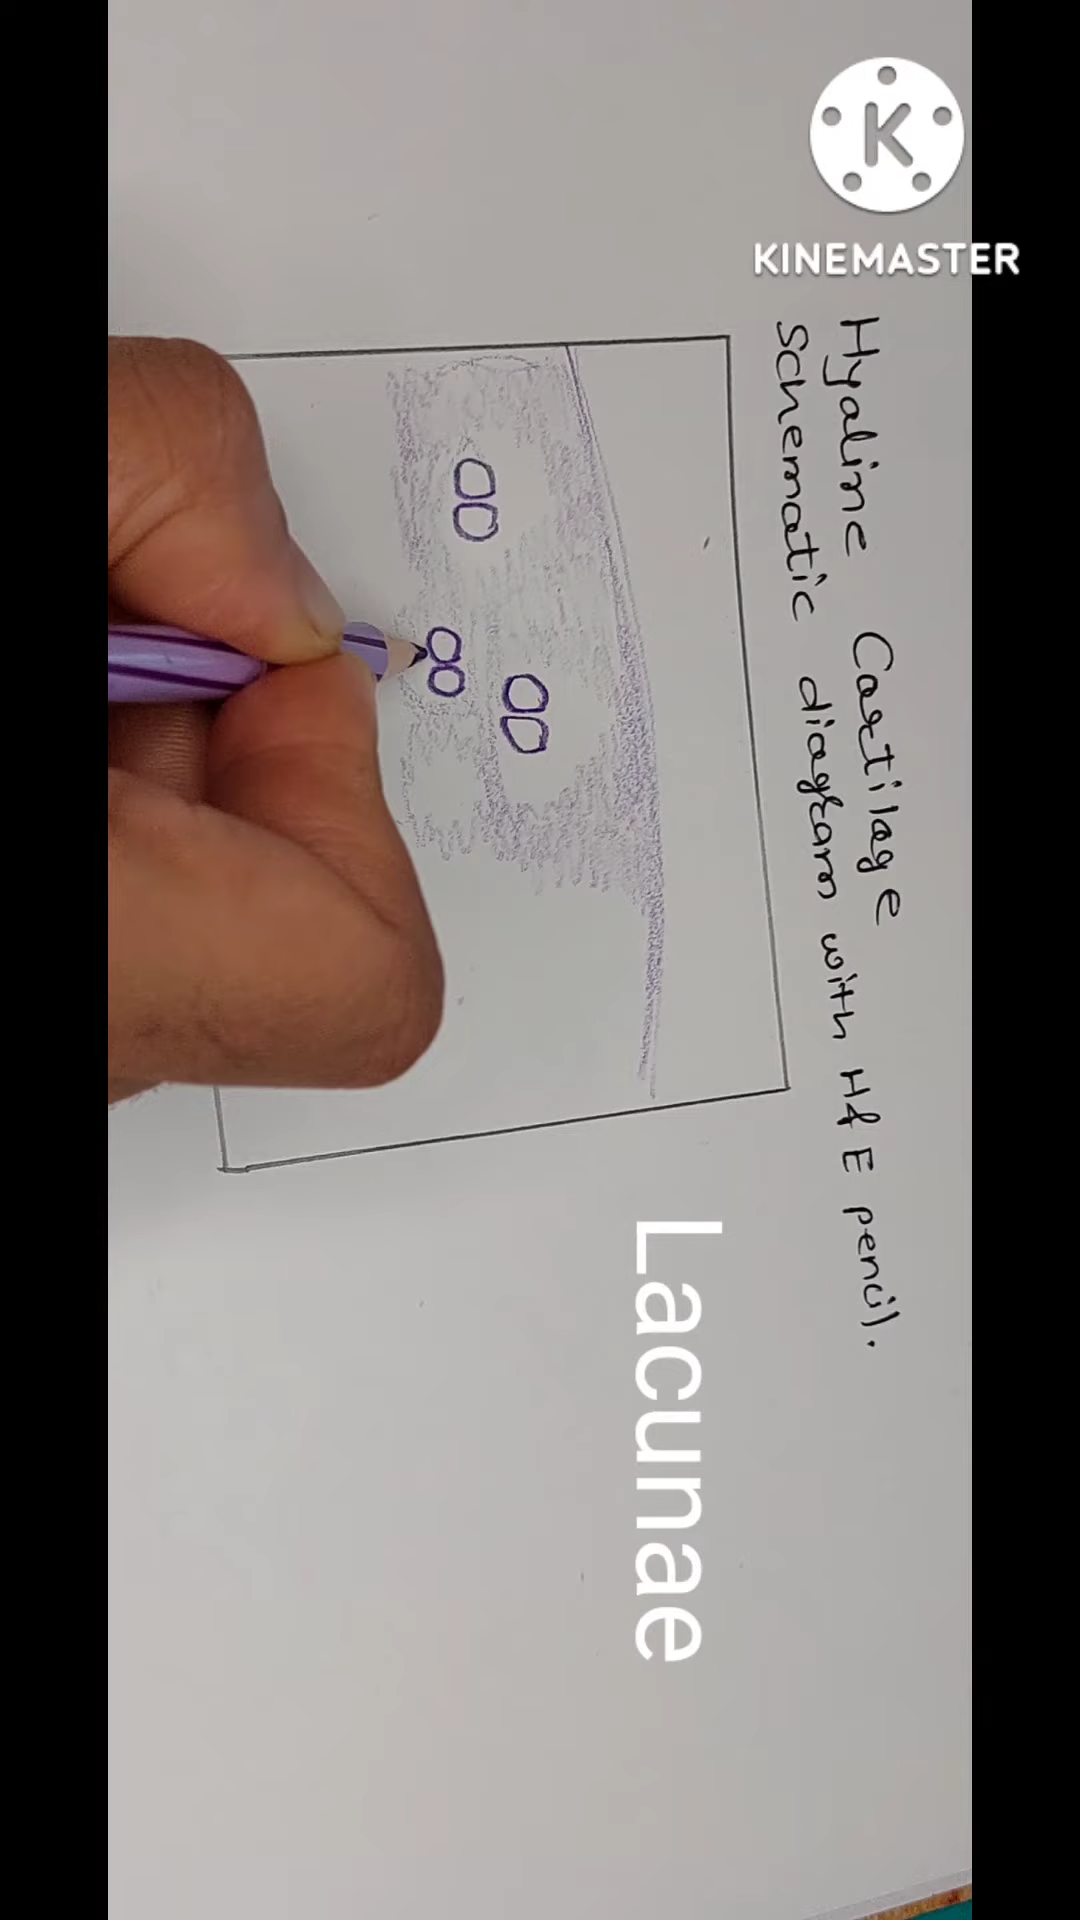 K
KINEMASTER
Hyaline Cartilage
Schematic diagram with H&E pencil.
Lacunae